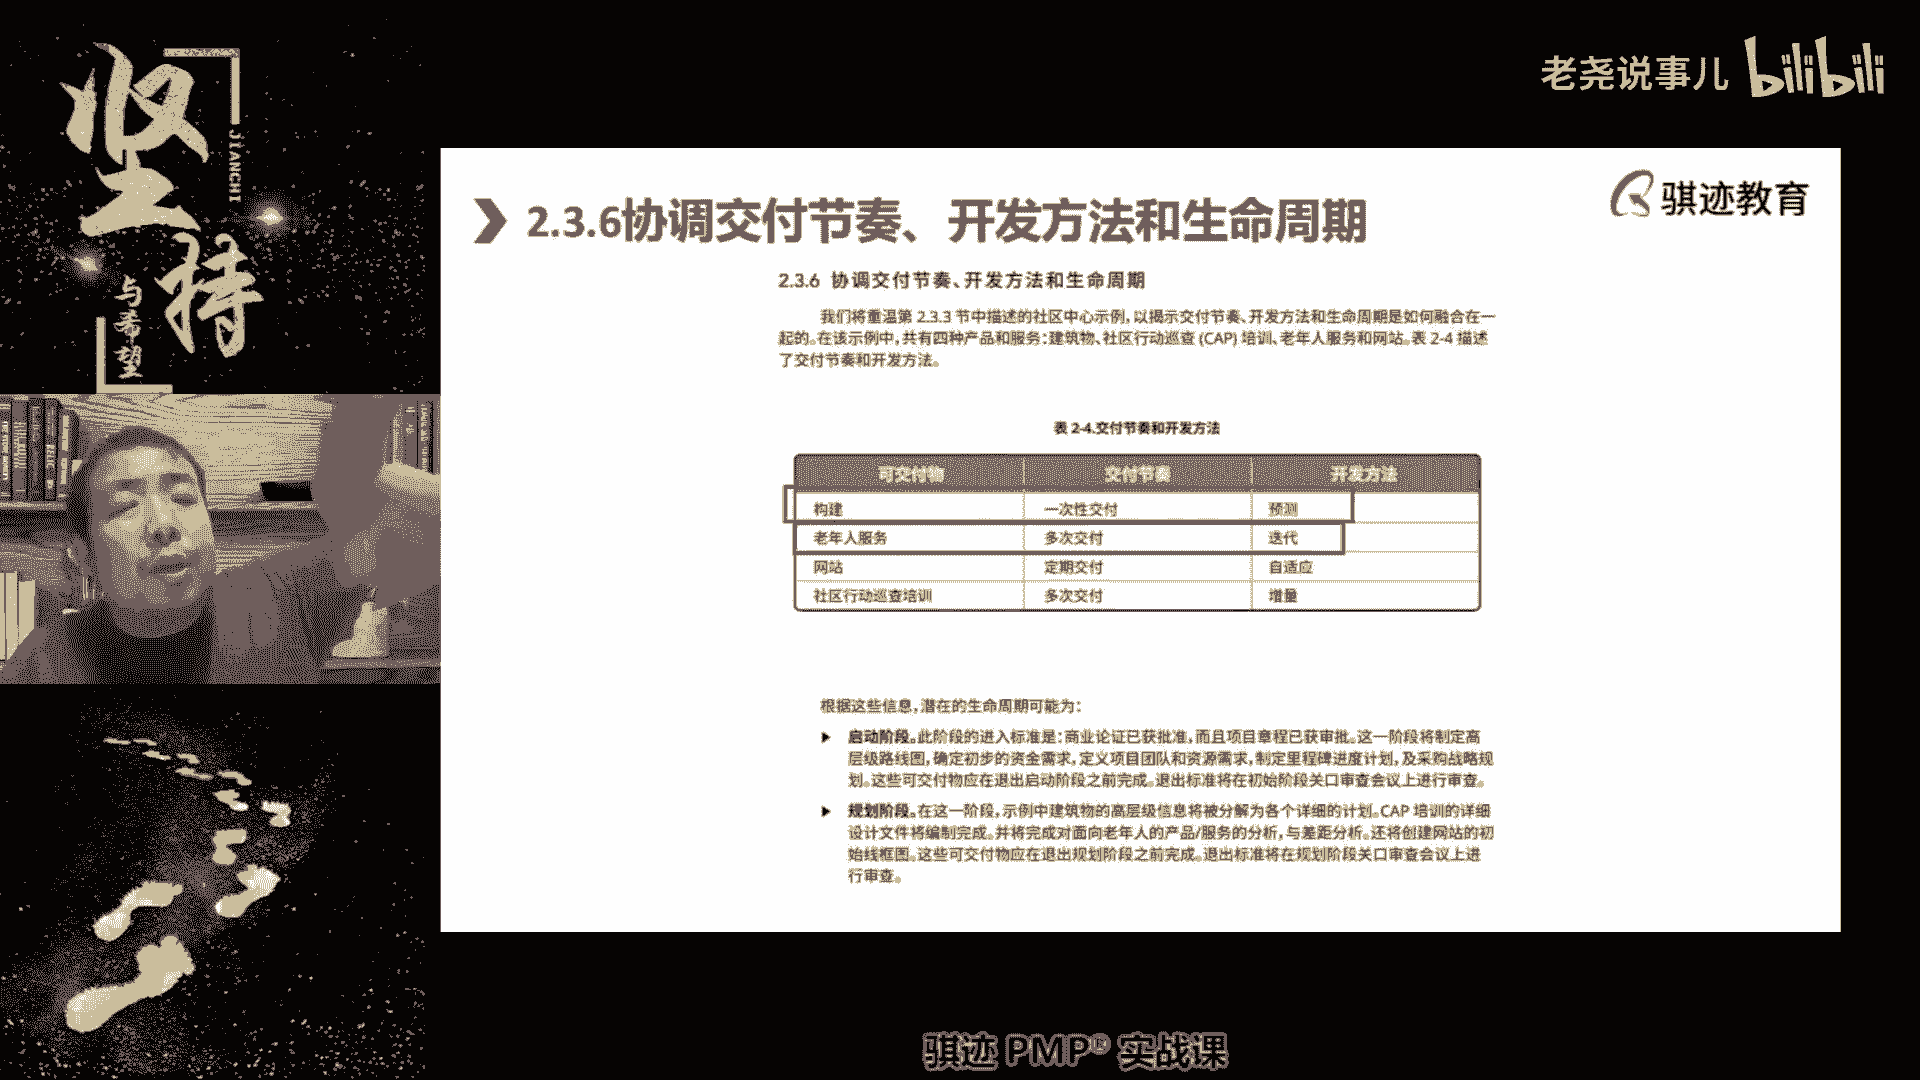 坚持
JIANCHI
与希望
老尧说事儿 bilibili
骐迹教育
2.3.6协调交付节奏、开发方法和生命周期
2.3.6 协调交付节奏、开发方法和生命周期
我们将重温第 2.3.3 节中描述的社区中心示例，以揭示交付节奏、开发方法和生命周期是如何融合在一
起的。在该示例中，共有四种产品和服务：建筑物、社区行动巡查 (CAP) 培训、老年人服务和网站。表 2-4 描述
了交付节奏和开发方法。
表 2-4.交付节奏和开发方法
可交付物 交付节奏 开发方法
构建 一次性交付 预测
老年人服务 多次交付 迭代
网站 定期交付 自适应
社区行动巡查培训 多次交付 增量
根据这些信息，潜在的生命周期可能为：
启动阶段。此阶段的进入标准是：商业论证已获批准，而且项目章程已获审批。这一阶段将制定高
层级路线图，确定初步的资金需求，定义项目团队和资源需求，制定里程碑进度计划，及采购战略规
划。这些可交付物应在退出启动阶段之前完成。退出标准将在初始阶段关口审查会议上进行审查。
规划阶段。在这一阶段，示例中建筑物的高层级信息将被分解为各个详细的计划。CAP 培训的详细
设计文件将编制完成。并将完成对面向老年人的产品/服务的分析，与差距分析。还将创建网站的初
始线框图。这些可交付物应在退出规划阶段之前完成。退出标准将在规划阶段关口审查会议上进
行审查。
骐迹 PMP® 实战课